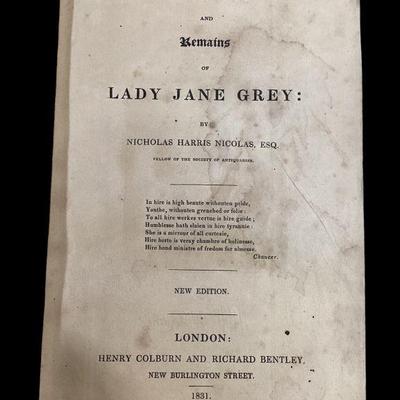 AND
Remains
OF
LADY JANE GREY:
BY
NICHOLAS HARRIS NICOLAS, ESQ.
FELLOW OF THE SOCIETY OF ANTIQUARIES.
In hire is high beaute withouten pride,
Youthe, withouten grenehed or folie:
To all hire werkes vertue is hire guide;
Humblesse hath slaien in hire tyrannie:
She is a mirrour of all curtesie,
Hire herte is veray chambre of holinesse,
Hire hond ministre of fredom for almesse.
Chaucer.
NEW EDITION.
LONDON:
HENRY COLBURN AND RICHARD BENTLEY,
NEW BURLINGTON STREET.
1831.